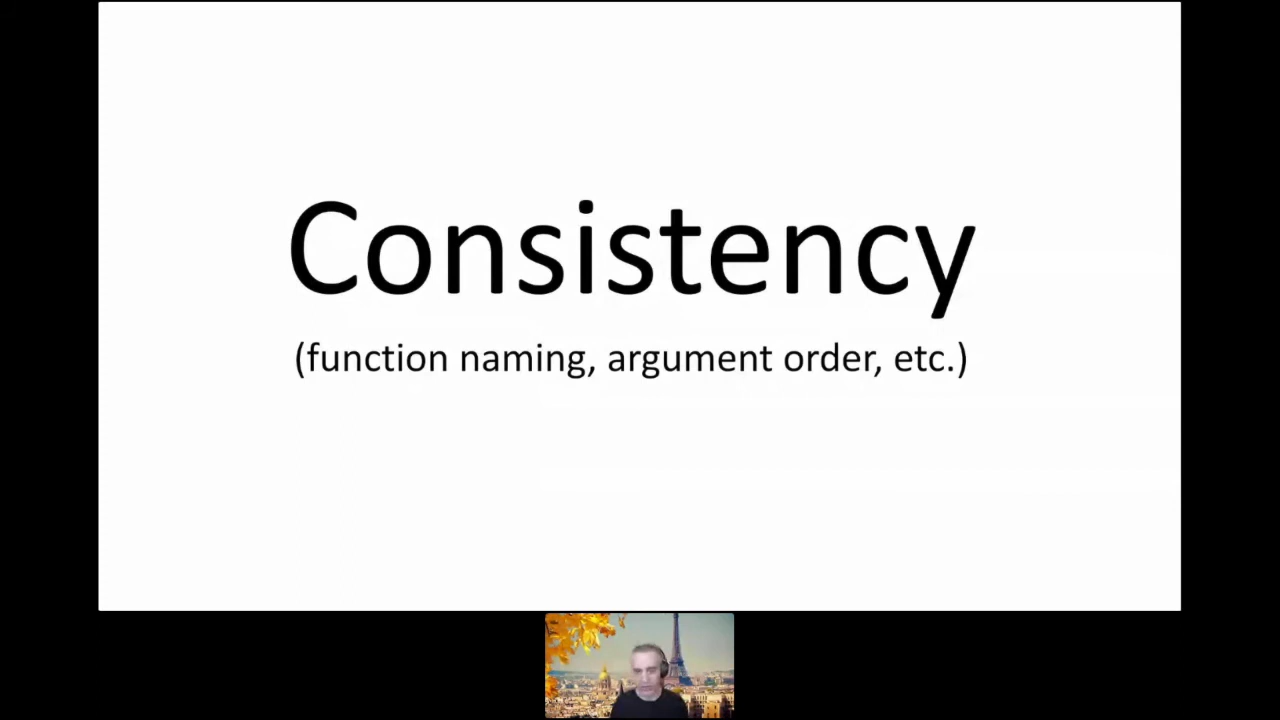 Consistency
(function naming, argument order, etc.)